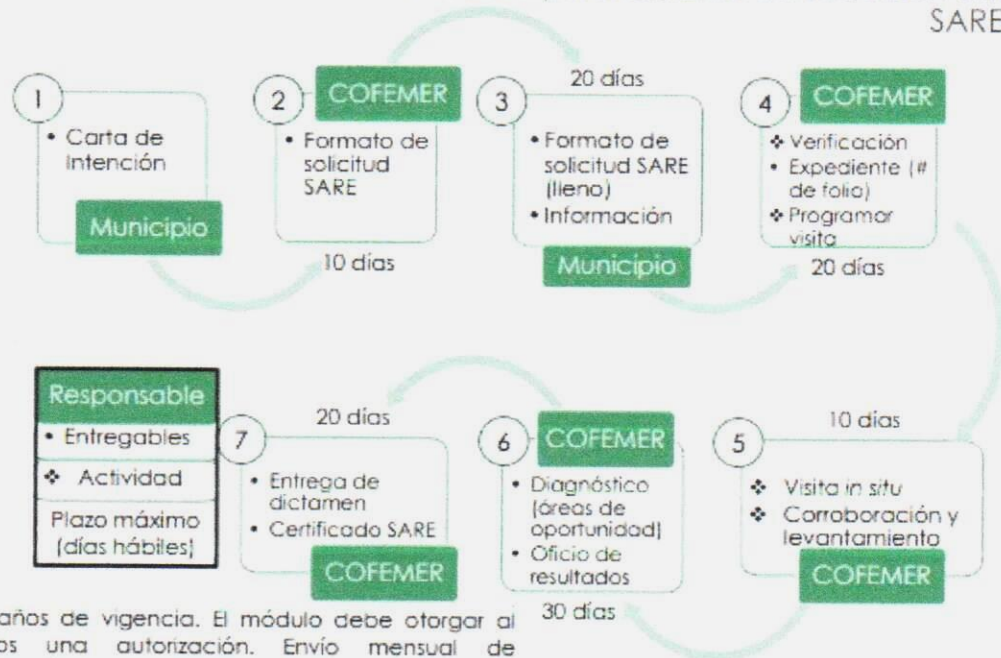 SARE
1
• Carta de
Intención
Municipio
2
COFEMER
• Formato de
solicitud
SARE
10 días
20 días
3
• Formato de
solicitud SARE
(lleno)
• Información
Municipio
4
COFEMER
❖ Verificación
• Expediente (#
de folio)
❖ Programar
visita
20 días
10 días
5
❖ Visita in situ
❖ Corroboración y
levantamiento
COFEMER
6
COFEMER
• Diagnóstico
(áreas de
oportunidad)
• Oficio de
resultados
30 días
20 días
7
• Entrega de
dictamen
• Certificado SARE
COFEMER
Responsable
• Entregables
❖ Actividad
Plazo máximo
(días hábiles)
años de vigencia. El módulo debe otorgar al
os una autorización. Envío mensual de